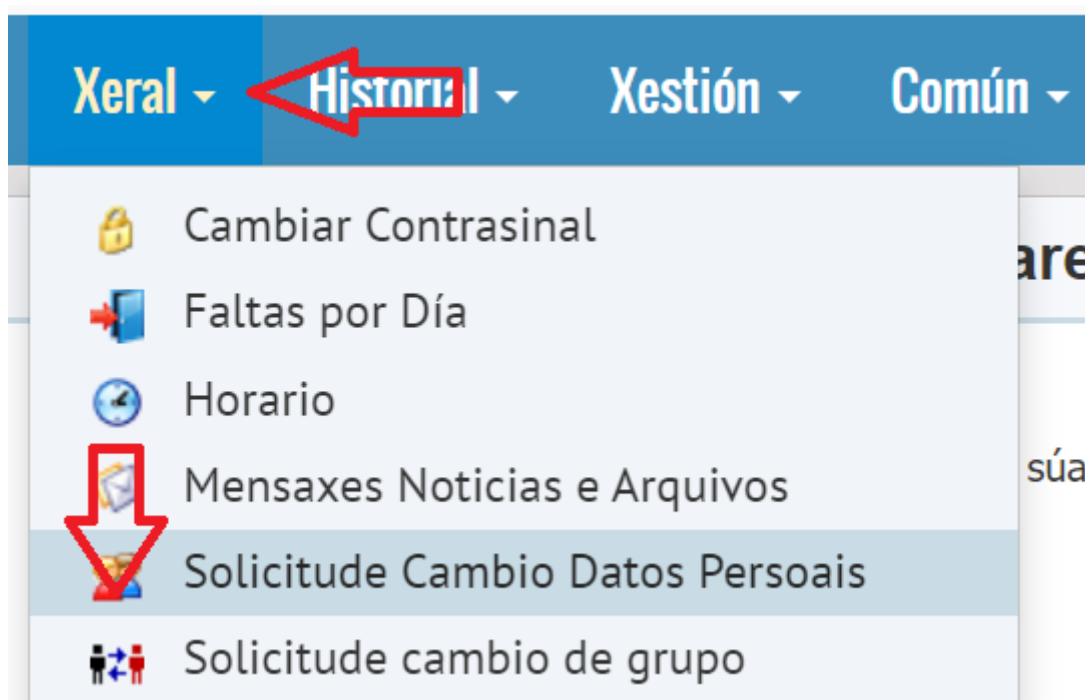 Xeral Historial Xestión Común
Cambiar Contrasinal
Faltas por Día
Horario
Mensaxes Noticias e Arquivos
súa
Solicitude Cambio Datos Persoais
Solicitude cambio de grupo